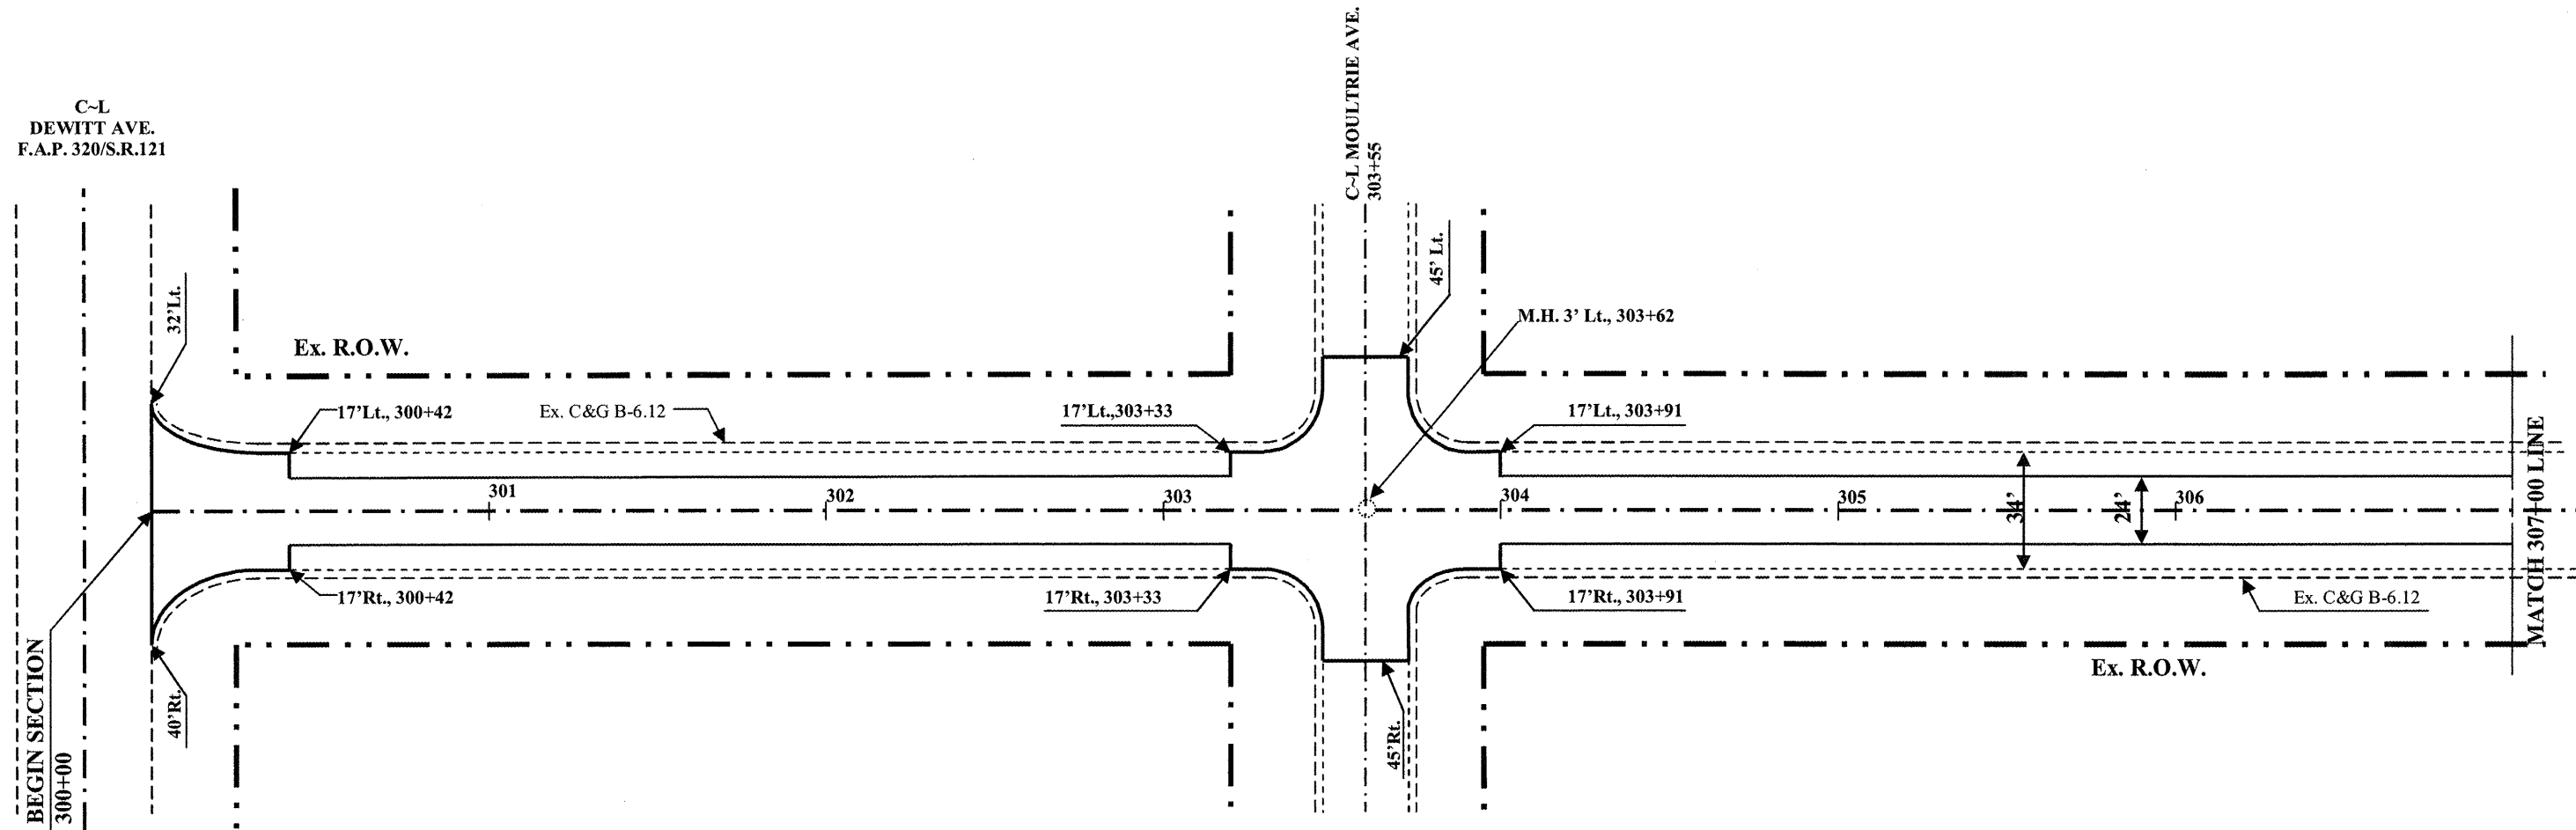 C~L
DEWITT AVE.
F.A.P. 320/S.R.121
C~L MOULTRIE AVE.
303+55
32'Lt.
45' Lt.
M.H. 3' Lt., 303+62
Ex. R.O.W.
17'Lt., 300+42
Ex. C&G B-6.12
17'Lt.,303+33
17'Lt., 303+91
301
302
303
304
305
306
34'
24'
MATCH 307+00 LINE
17'Rt., 300+42
17'Rt., 303+33
17'Rt., 303+91
Ex. C&G B-6.12
Ex. R.O.W.
40'Rt.
45'Rt.
BEGIN SECTION
300+00